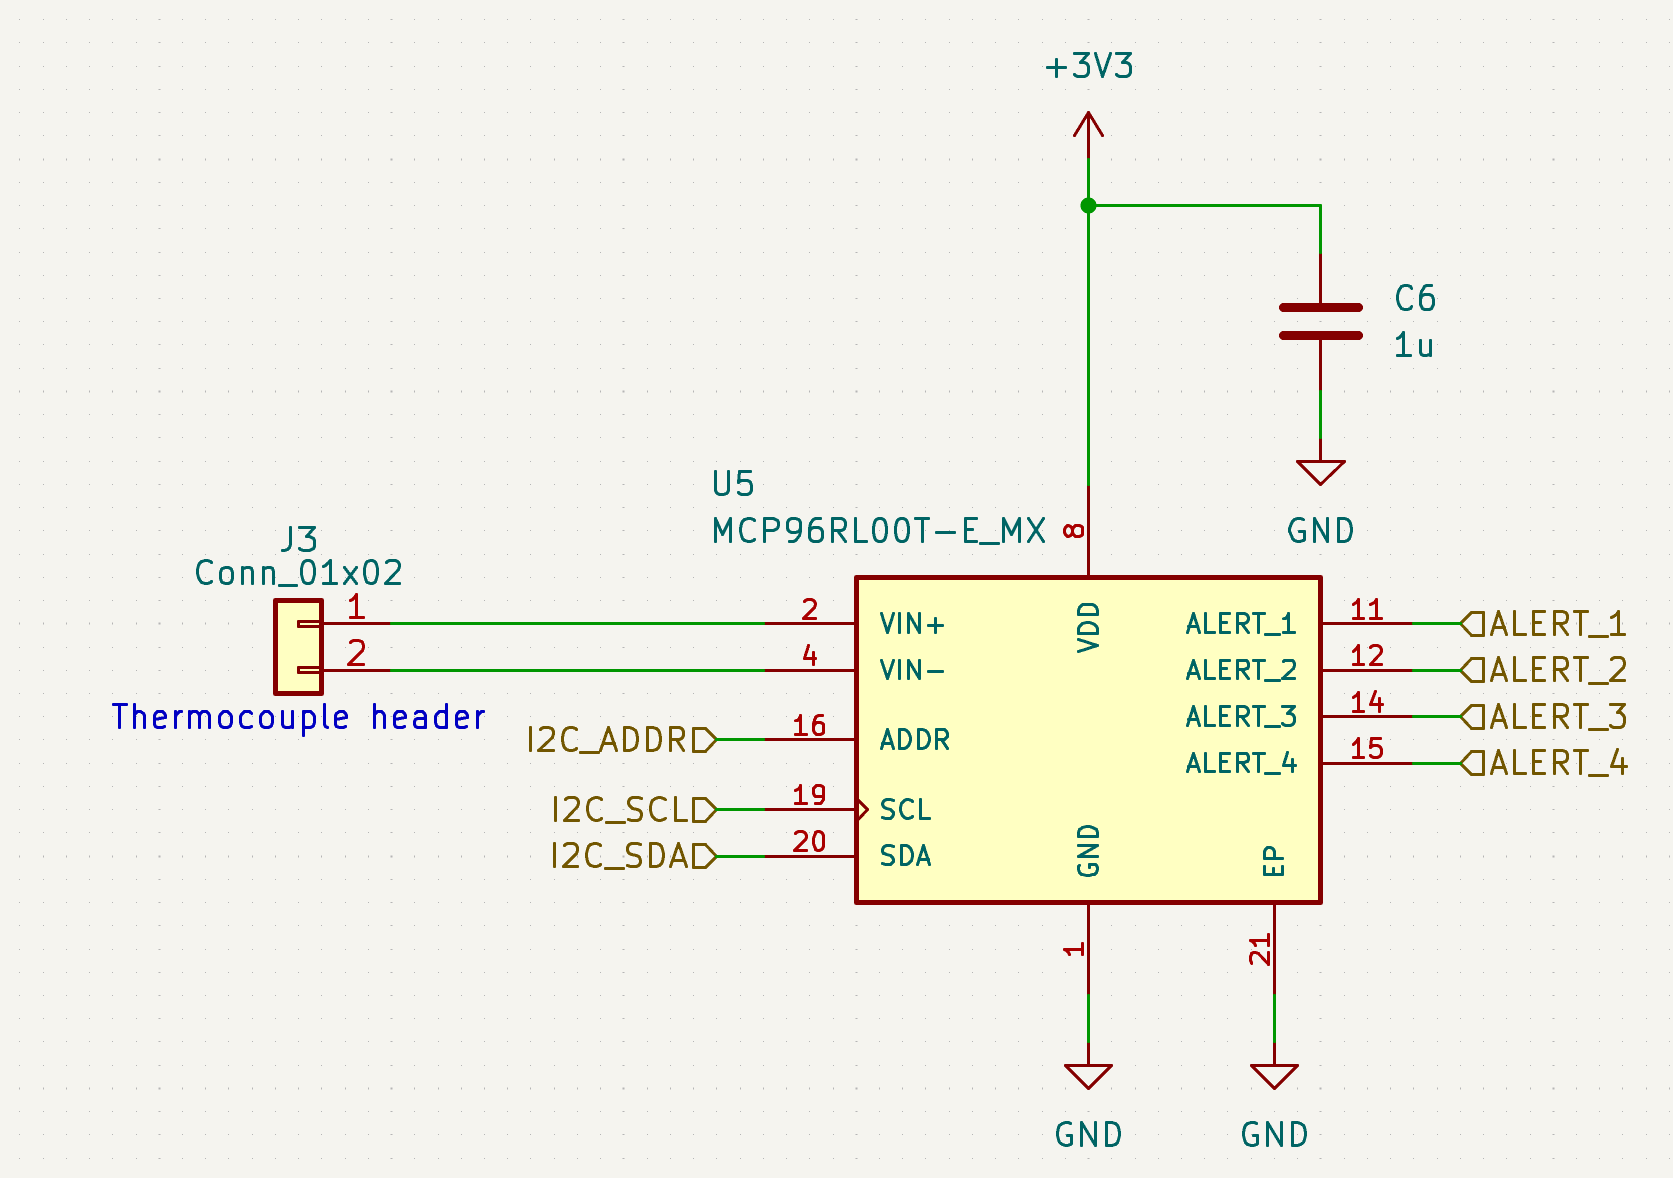 +3V3
C6
1u
GND
U5
MCP96RL00T-E_MX
8
J3
Conn_01x02
1
2
Thermocouple header
2
4
16
19
20
I2C_ADDR
I2C_SCL
I2C_SDA
VIN+
VIN-
ADDR
SCL
SDA
VDD
GND
EP
ALERT_1
ALERT_2
ALERT_3
ALERT_4
11
12
14
15
ALERT_1
ALERT_2
ALERT_3
ALERT_4
1
21
GND
GND